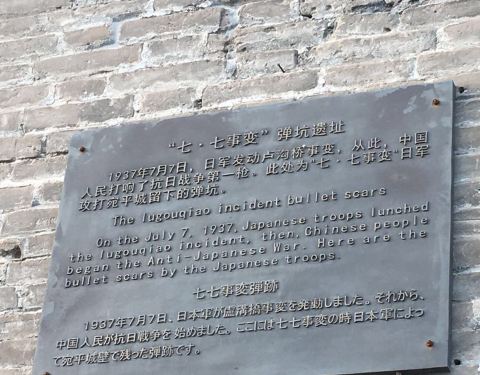 “七·七事变” 弹坑遗址
1937年7月7日，日军发动卢沟桥事变，从此，中国
人民打响了抗日战争第一枪。此处为“七·七事变”日军
攻打宛平城留下的弹坑。
The lugouqiao incident bullet scars
On the July 7, 1937, Japanese troops lunched
the lugouqiao incident, then, Chinese people
began the Anti-Japanese War. Here are the
bullet scars by the Japanese troops.
七七事変弾跡
1937年7月7日、日本軍が盧溝橋事変を発動しました。それから、
中国人民が抗日戦争を始めました。ここには七七事変の時日本軍によっ
て宛平城壁で残った弾跡です。